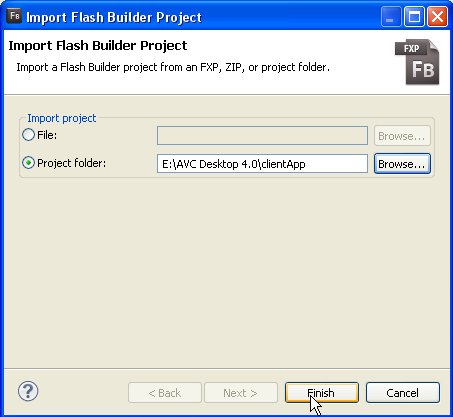 FB Import Flash Builder Project
Import Flash Builder Project
Import a Flash Builder project from an FXP, ZIP, or project folder.
FXP
FB
Import project
File:
Browse...
Project folder:
E:\AVC Desktop 4.0\clientApp
Browse...
?
< Back
Next >
Finish
Cancel